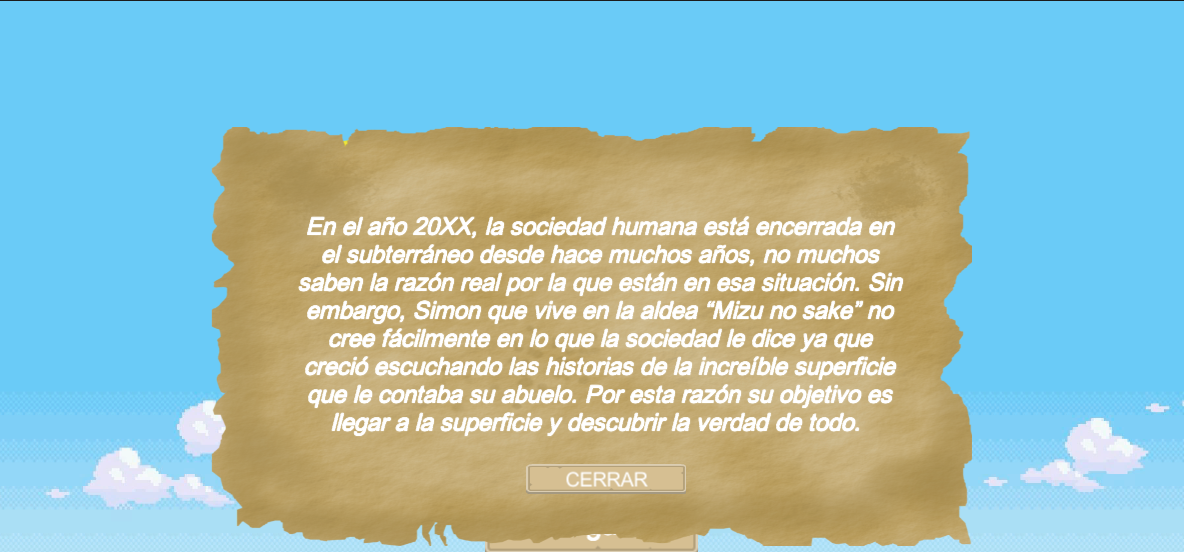 En el año 20XX, la sociedad humana está encerrada en
el subterráneo desde hace muchos años, no muchos
saben la razón real por la que están en esa situación. Sin
embargo, Simon que vive en la aldea “Mizu no sake” no
cree fácilmente en lo que la sociedad le dice ya que
creció escuchando las historias de la increíble superficie
que le contaba su abuelo. Por esta razón su objetivo es
llegar a la superficie y descubrir la verdad de todo.
CERRAR